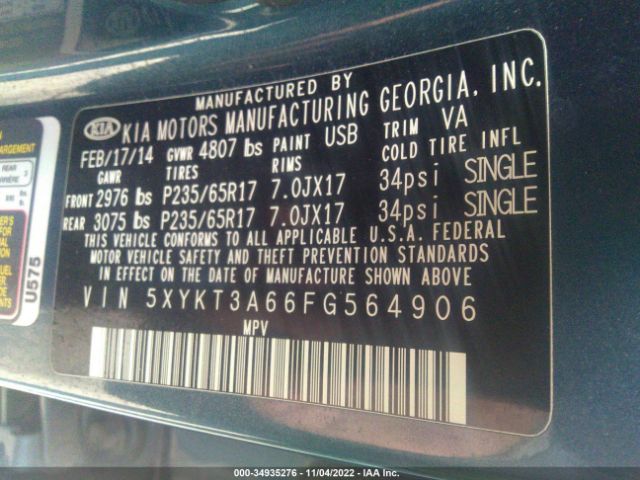 MANUFACTURED BY
KIA KIA MOTORS MANUFACTURING GEORGIA, INC.
FEB/17/14 GVWR 4807 lbs PAINT USB TRIM VA
GAWR TIRES RIMS COLD TIRE INFL
FRONT 2976 lbs P235/65R17 7.0JX17 34psi SINGLE
REAR 3075 lbs P235/65R17 7.0JX17 34psi SINGLE
THIS VEHICLE CONFORMS TO ALL APPLICABLE U.S.A. FEDERAL
MOTOR VEHICLE SAFETY AND THEFT PREVENTION STANDARDS
IN EFFECT ON THE DATE OF MANUFACTURE SHOWN ABOVE
VIN 5XYKT3A66FG564906
MPV
U575
000-34935276 - 11/04/2022 - IAAI.com